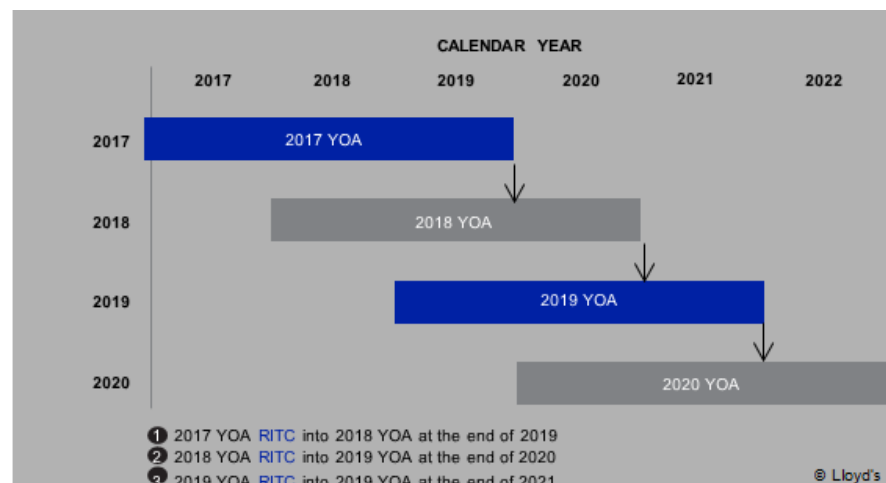 CALENDAR YEAR
2017 2018 2019 2020 2021 2022
2017 2017 YOA
2018 2018 YOA
2019 2019 YOA
2020 2020 YOA
1 2017 YOA RITC into 2018 YOA at the end of 2019
2 2018 YOA RITC into 2019 YOA at the end of 2020
3 2019 YOA RITC into 2019 YOA at the end of 2021
© Lloyd's